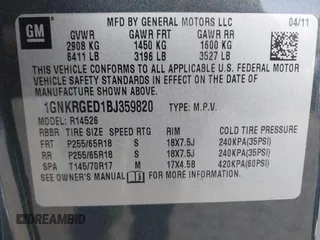 GM
MFD BY GENERAL MOTORS LLC 04/11
GVWR GAWR FRT GAWR RR
2908 KG 1450 KG 1600 KG
6411 LB 3196 LB 3527 LB
THIS VEHICLE CONFORMS TO ALL APPLICABLE U.S. FEDERAL MOTOR
VEHICLE SAFETY STANDARDS IN EFFECT ON THE DATE OF
MANUFACTURE SHOWN ABOVE.
1GNKRGED1BJ359820 TYPE: M.P.V.
MODEL: R14526
RBBR TIRE SIZE SPEED RTG RIM COLD TIRE PRESSURE
FRT P255/65R18 S 18X7.5J 240KPA(35PSI)
RR P255/65R18 S 18X7.5J 240KPA(35PSI)
SPA T145/70R17 M 17X4.5B 420KPA(60PSI)
SEE OWNER'S MANUAL FOR ADDITIONAL INFORMATION.
DREAMBID